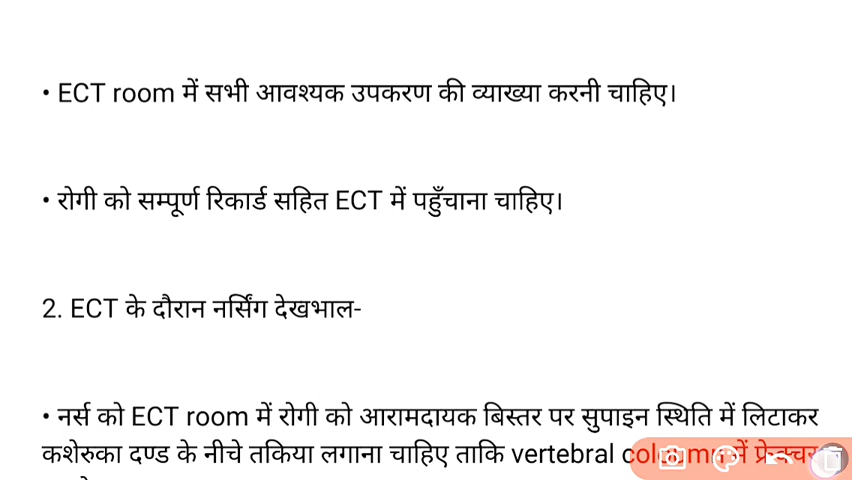 • ECT room में सभी आवश्यक उपकरण की व्याख्या करनी चाहिए।
• रोगी को सम्पूर्ण रिकार्ड सहित ECT में पहुँचाना चाहिए।
2. ECT के दौरान नर्सिंग देखभाल-
• नर्स को ECT room में रोगी को आरामदायक बिस्तर पर सुपाइन स्थिति में लिटाकर
कशेरुका दण्ड के नीचे तकिया लगाना चाहिए ताकि vertebral में